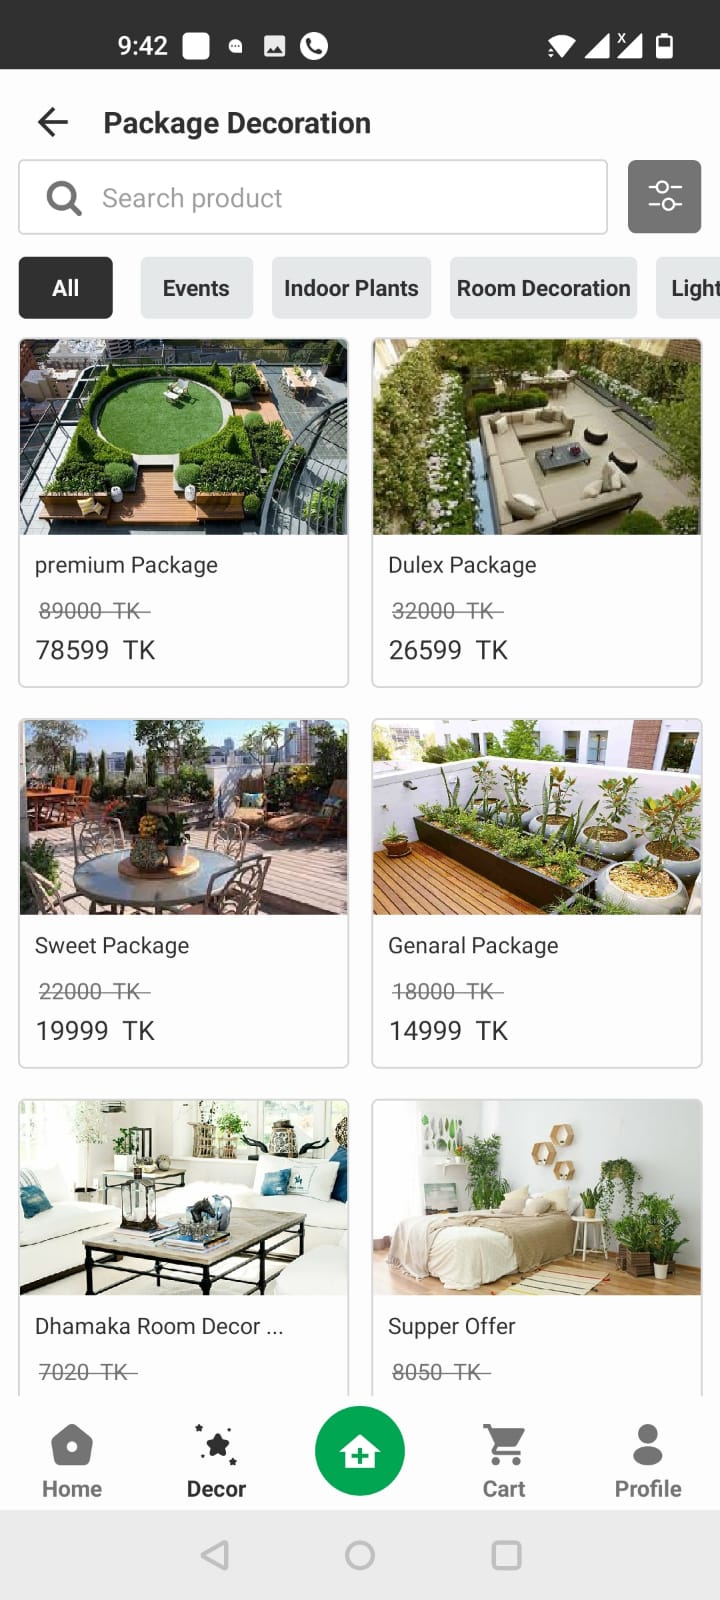 9:42
Package Decoration
Search product
All Events Indoor Plants Room Decoration Light
premium Package
89000 TK
78599 TK
Dulex Package
32000 TK
26599 TK
Sweet Package
22000 TK
19999 TK
Genaral Package
18000 TK
14999 TK
Dhamaka Room Decor ...
7020 TK
Supper Offer
8050 TK
Home Decor Cart Profile